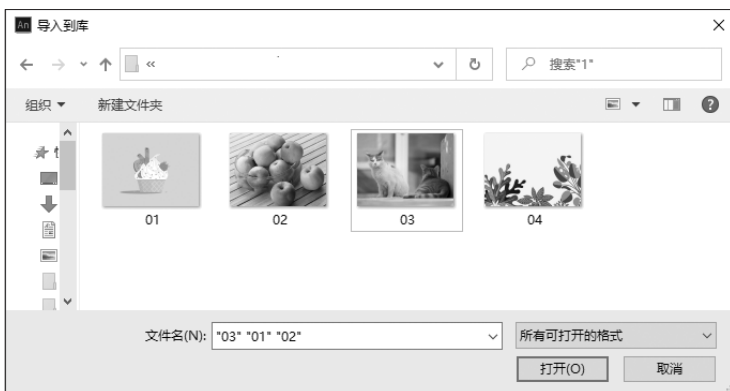 An 导入到库
«
搜索"1"
组织
新建文件夹
01
02
03
04
文件名(N):
"03" "01" "02"
所有可打开的格式
打开(O)
取消